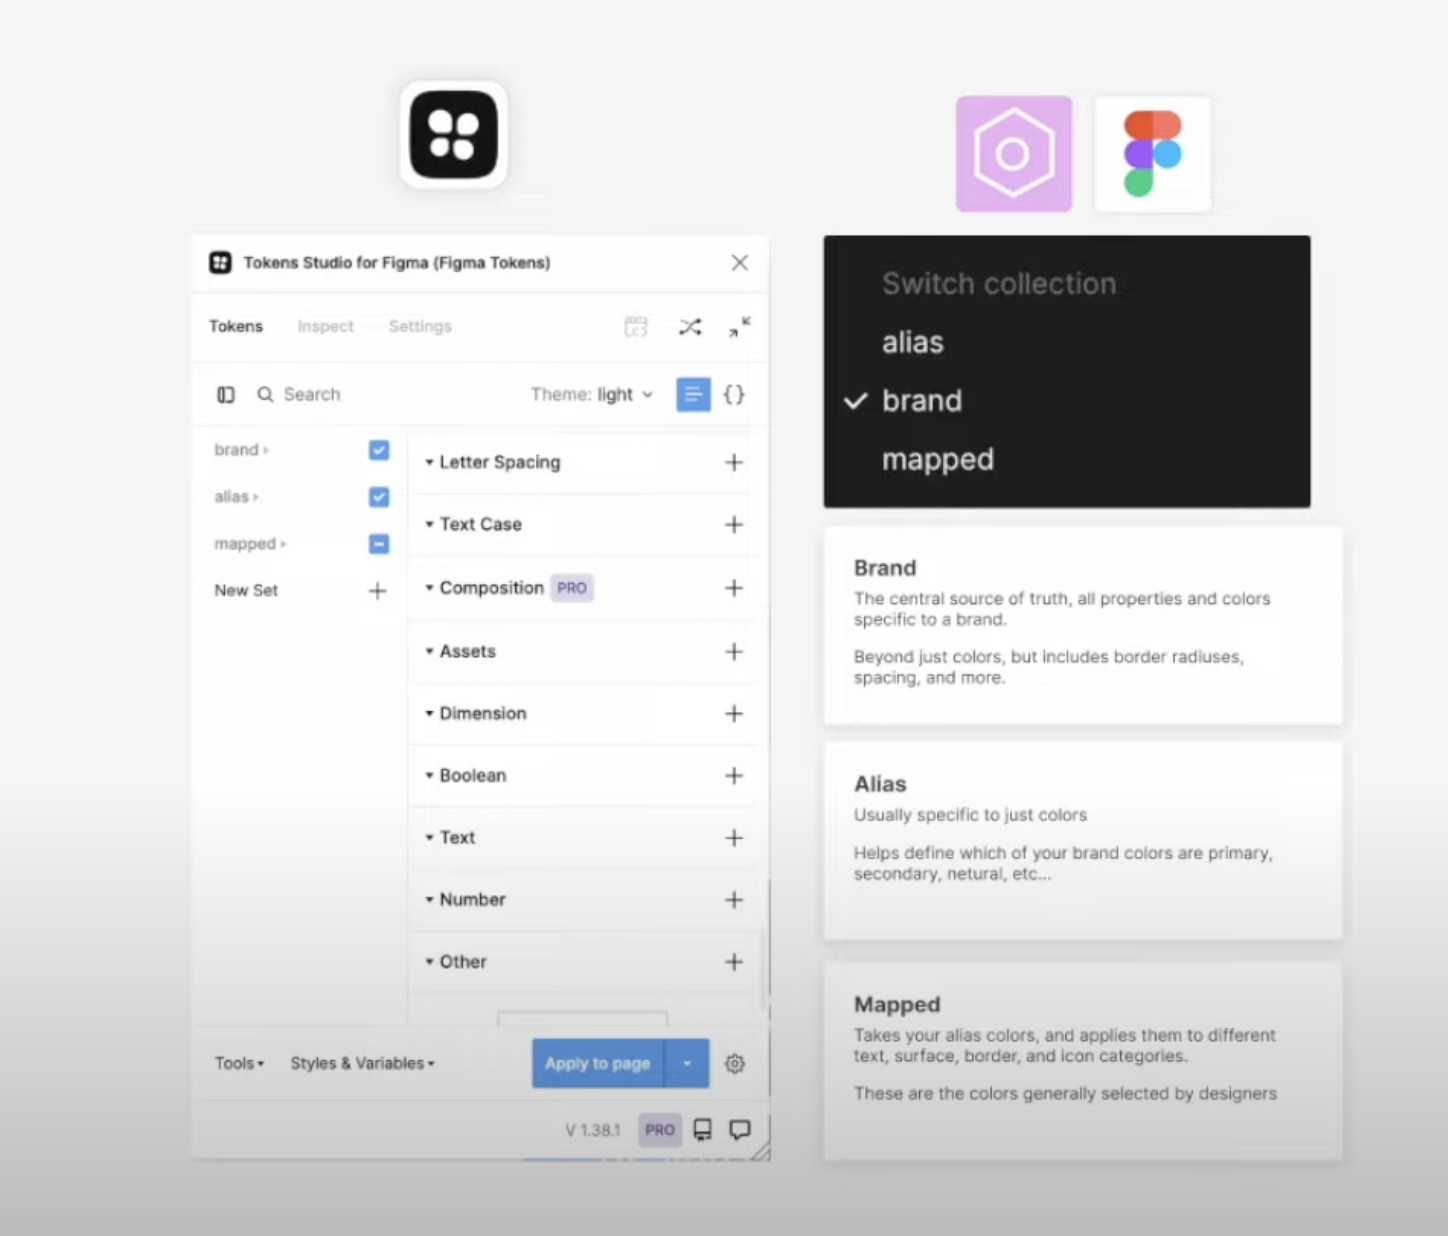 Tokens Studio for Figma (Figma Tokens)
Tokens Inspect Settings
Search Theme: light
brand
alias
mapped
New Set
Letter Spacing
Text Case
Composition PRO
Assets
Dimension
Boolean
Text
Number
Other
Tools Styles & Variables Apply to page
V 1.38.1 PRO
Switch collection
alias
brand
mapped
Brand
The central source of truth, all properties and colors
specific to a brand.
Beyond just colors, but includes border radiuses,
spacing, and more.
Alias
Usually specific to just colors
Helps define which of your brand colors are primary,
secondary, netural, etc...
Mapped
Takes your alias colors, and applies them to different
text, surface, border, and icon categories.
These are the colors generally selected by designers